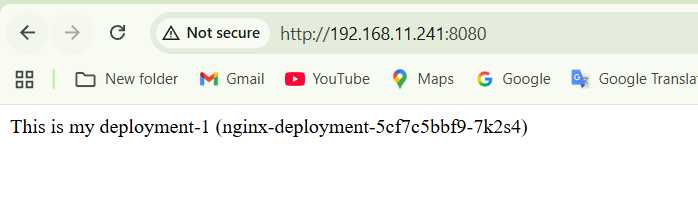 Not secure http://192.168.11.241:8080
New folder Gmail YouTube Maps Google Google Transla
This is my deployment-1 (nginx-deployment-5cf7c5bbf9-7k2s4)